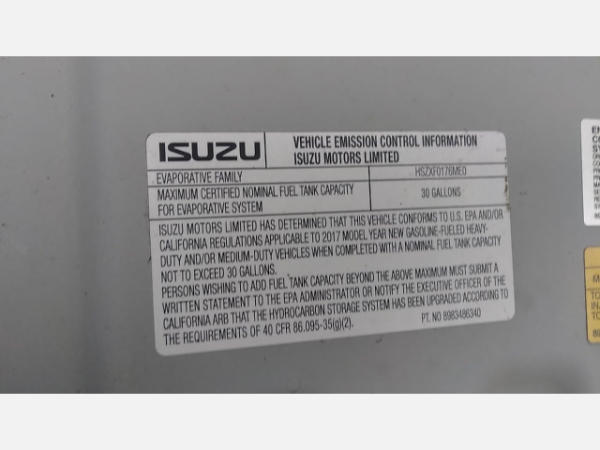 ISUZU
VEHICLE EMISSION CONTROL INFORMATION
ISUZU MOTORS LIMITED
EVAPORATIVE FAMILY HSZXF0176ME0
MAXIMUM CERTIFIED NOMINAL FUEL TANK CAPACITY
FOR EVAPORATIVE SYSTEM
30 GALLONS
ISUZU MOTORS LIMITED HAS DETERMINED THAT THIS VEHICLE CONFORMS TO U.S. EPA AND/OR
CALIFORNIA REGULATIONS APPLICABLE TO 2017 MODEL YEAR NEW GASOLINE-FUELED HEAVY-
DUTY AND/OR MEDIUM-DUTY VEHICLES WHEN COMPLETED WITH A NOMINAL FUEL TANK CAPACITY
NOT TO EXCEED 30 GALLONS.
PERSONS WISHING TO ADD FUEL TANK CAPACITY BEYOND THE ABOVE MAXIMUM MUST SUBMIT A
WRITTEN STATEMENT TO THE EPA ADMINISTRATOR OR NOTIFY THE EXECUTIVE OFFICER OF THE
CALIFORNIA ARB THAT THE HYDROCARBON STORAGE SYSTEM HAS BEEN UPGRADED ACCORDING TO
THE REQUIREMENTS OF 40 CFR 86.095-35(g)(2).
PT. NO 8983486340